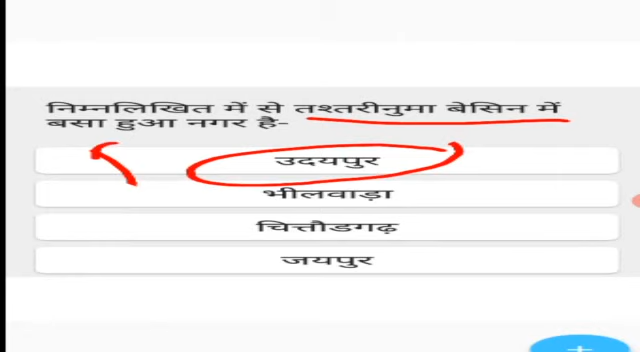 निम्नलिखित में से तश्तरीनुमा बेसिन में
बसा हुआ नगर है-
उदयपुर
भीलवाड़ा
चित्तौडगढ़
जयपुर